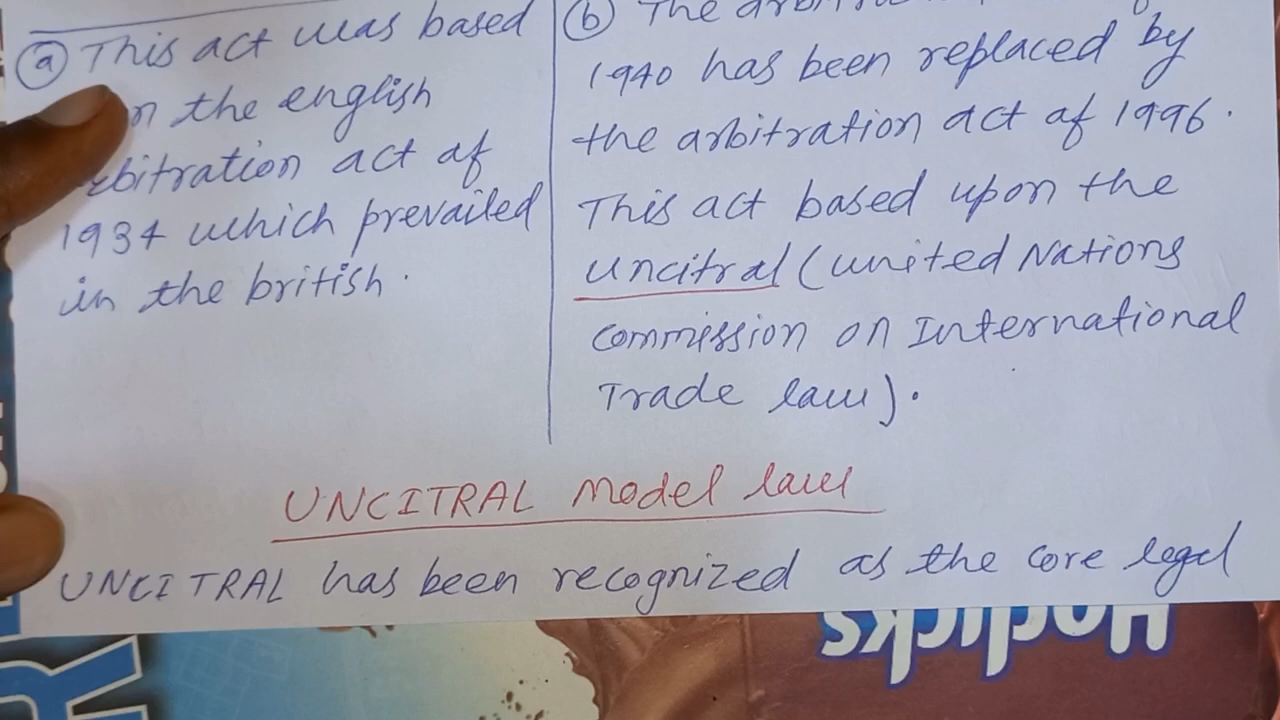 (a) This act was based
the english
act of
1934 which prevailed
in the british.
(b) The
1940 has been replaced by
the arbitration act of 1996.
This act based upon the
Uncitral (United Nations
Commission on International
Trade law).
UNCITRAL Model law
UNCITRAL has been recognized as the core legal
Horlicks